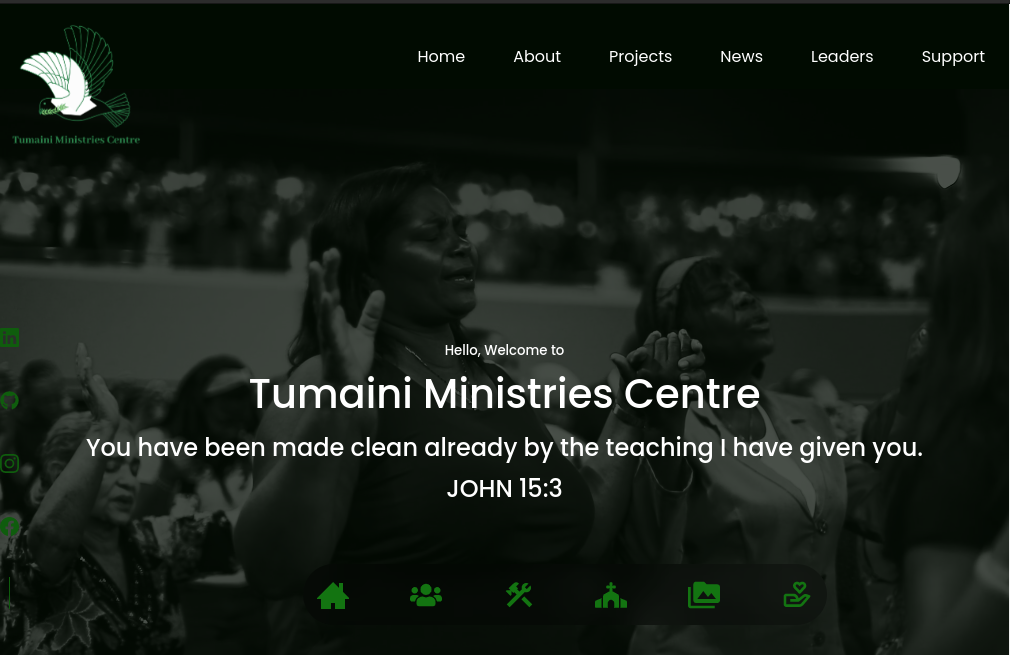 Home About Projects News Leaders Support
Tumaini Ministries Centre
Hello, Welcome to
Tumaini Ministries Centre
You have been made clean already by the teaching I have given you.
JOHN 15:3